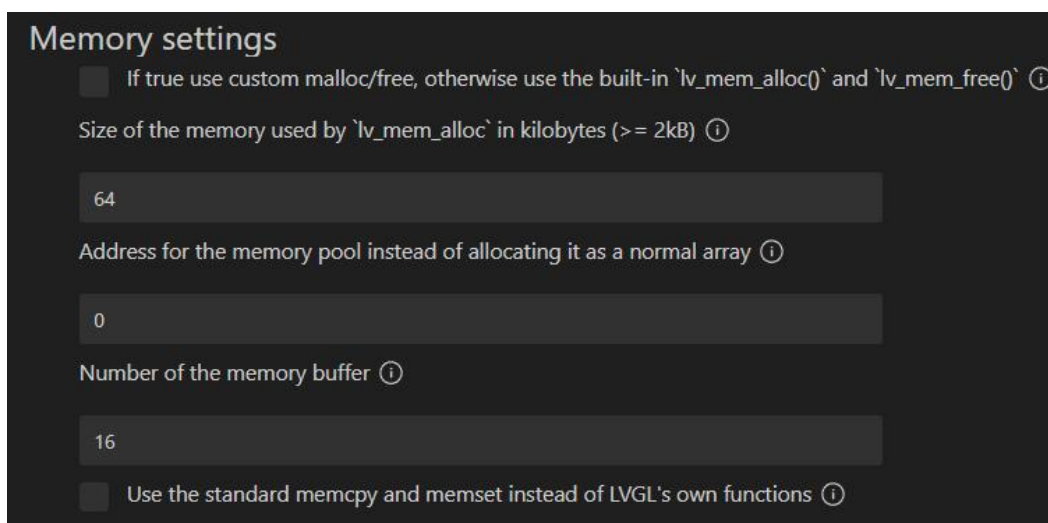 Memory settings
If true use custom malloc/free, otherwise use the built-in `lv_mem_alloc()` and `lv_mem_free()`
Size of the memory used by `lv_mem_alloc` in kilobytes (>= 2kB)
64
Address for the memory pool instead of allocating it as a normal array
0
Number of the memory buffer
16
Use the standard memcpy and memset instead of LVGL's own functions